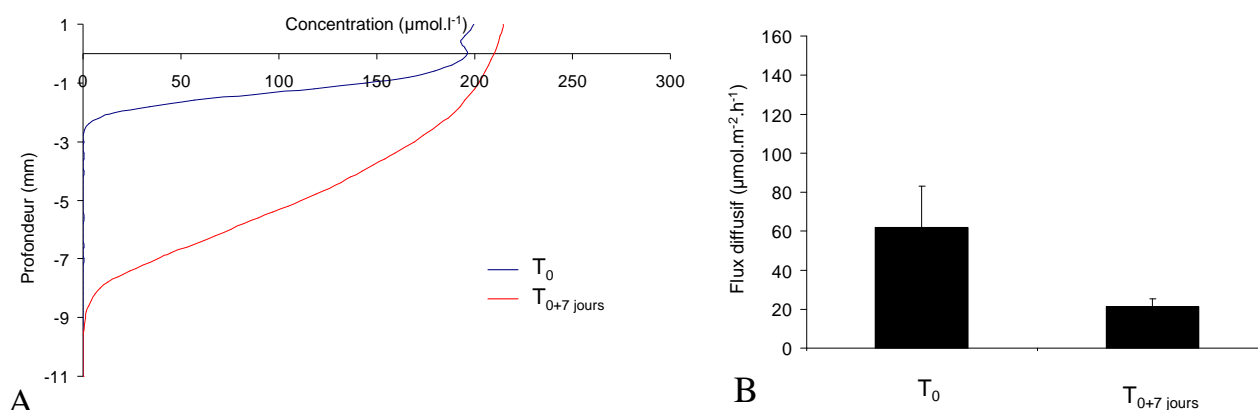 Concentration (µmol.l⁻¹)
1
-1
-3
-5
-7
-9
-11
0 50 100 150 200 250 300
Profondeur (mm)
T₀
T₀₊₇ jours
A
160
140
120
100
80
60
40
20
0
Flux diffusif (µmol.m⁻².h⁻¹)
T₀ T₀₊₇ jours
B